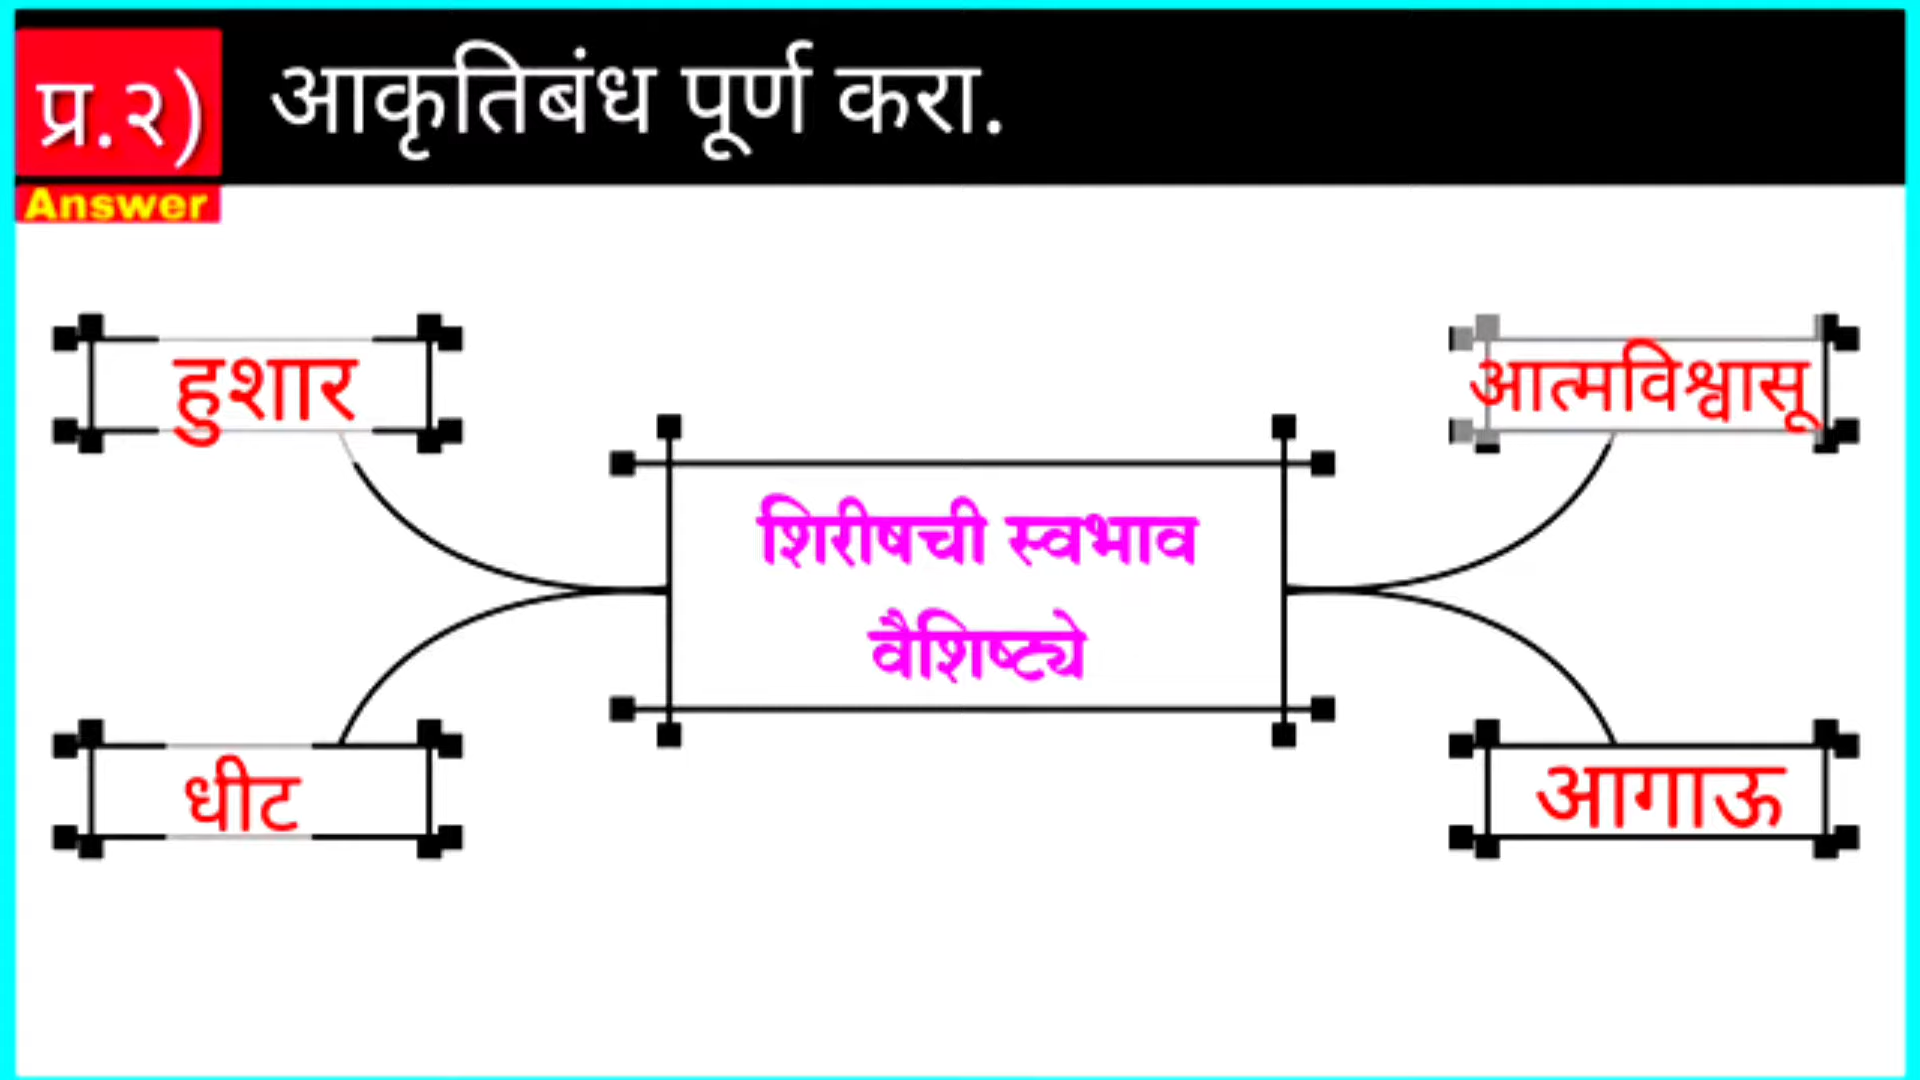 प्र.२) आकृतिबंध पूर्ण करा.
Answer
हुशार
आत्मविश्वासू
शिरीषची स्वभाव
वैशिष्ट्ये
धीट
आगाऊ